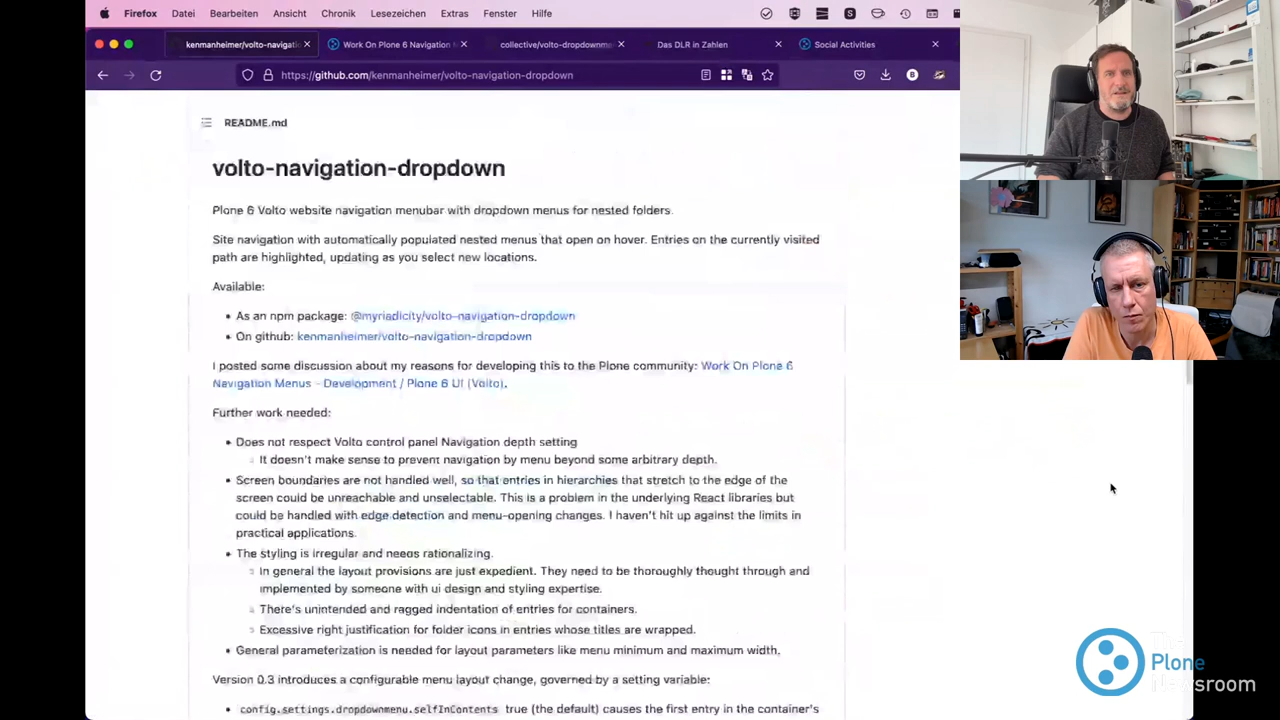 Firefox Datei Bearbeiten Ansicht Chronik Lesezeichen Extras Fenster Hilfe
kenmanheimer/volto-navigatio Work On Plone 6 Navigation collective/volto-dropdownme Das DLR in Zahlen Social Activities
https://github.com/kenmanheimer/volto-navigation-dropdown
README.md
volto-navigation-dropdown
Plone 6 Volto website navigation menubar with dropdown menus for nested folders.
Site navigation with automatically populated nested menus that open on hover. Entries on the currently visited
path are highlighted, updating as you select new locations.
Available:
• As an npm package: @myriadicity/volto-navigation-dropdown
• On github: kenmanheimer/volto-navigation-dropdown
I posted some discussion about my reasons for developing this to the Plone community: Work On Plone 6
Navigation Menus - Development / Plone 6 UI (Volto).
Further work needed:
• Does not respect Volto control panel Navigation depth setting
○ It doesn't make sense to prevent navigation by menu beyond some arbitrary depth.
• Screen boundaries are not handled well, so that entries in hierarchies that stretch to the edge of the
screen could be unreachable and unselectable. This is a problem in the underlying React libraries but
could be handled with edge detection and menu-opening changes. I haven't hit up against the limits in
practical applications.
• The styling is irregular and needs rationalizing.
○ In general the layout provisions are just expedient. They need to be thoroughly thought through and
implemented by someone with ui design and styling expertise.
○ There's unintended and ragged indentation of entries for containers.
○ Excessive right justification for folder icons in entries whose titles are wrapped.
• General parameterization is needed for layout parameters like menu minimum and maximum width.
Version 0.3 introduces a configurable menu layout change, governed by a setting variable:
• config.settings.dropdownmenu.selfInContents true (the default) causes the first entry in the container's
The
Plone
Newsroom